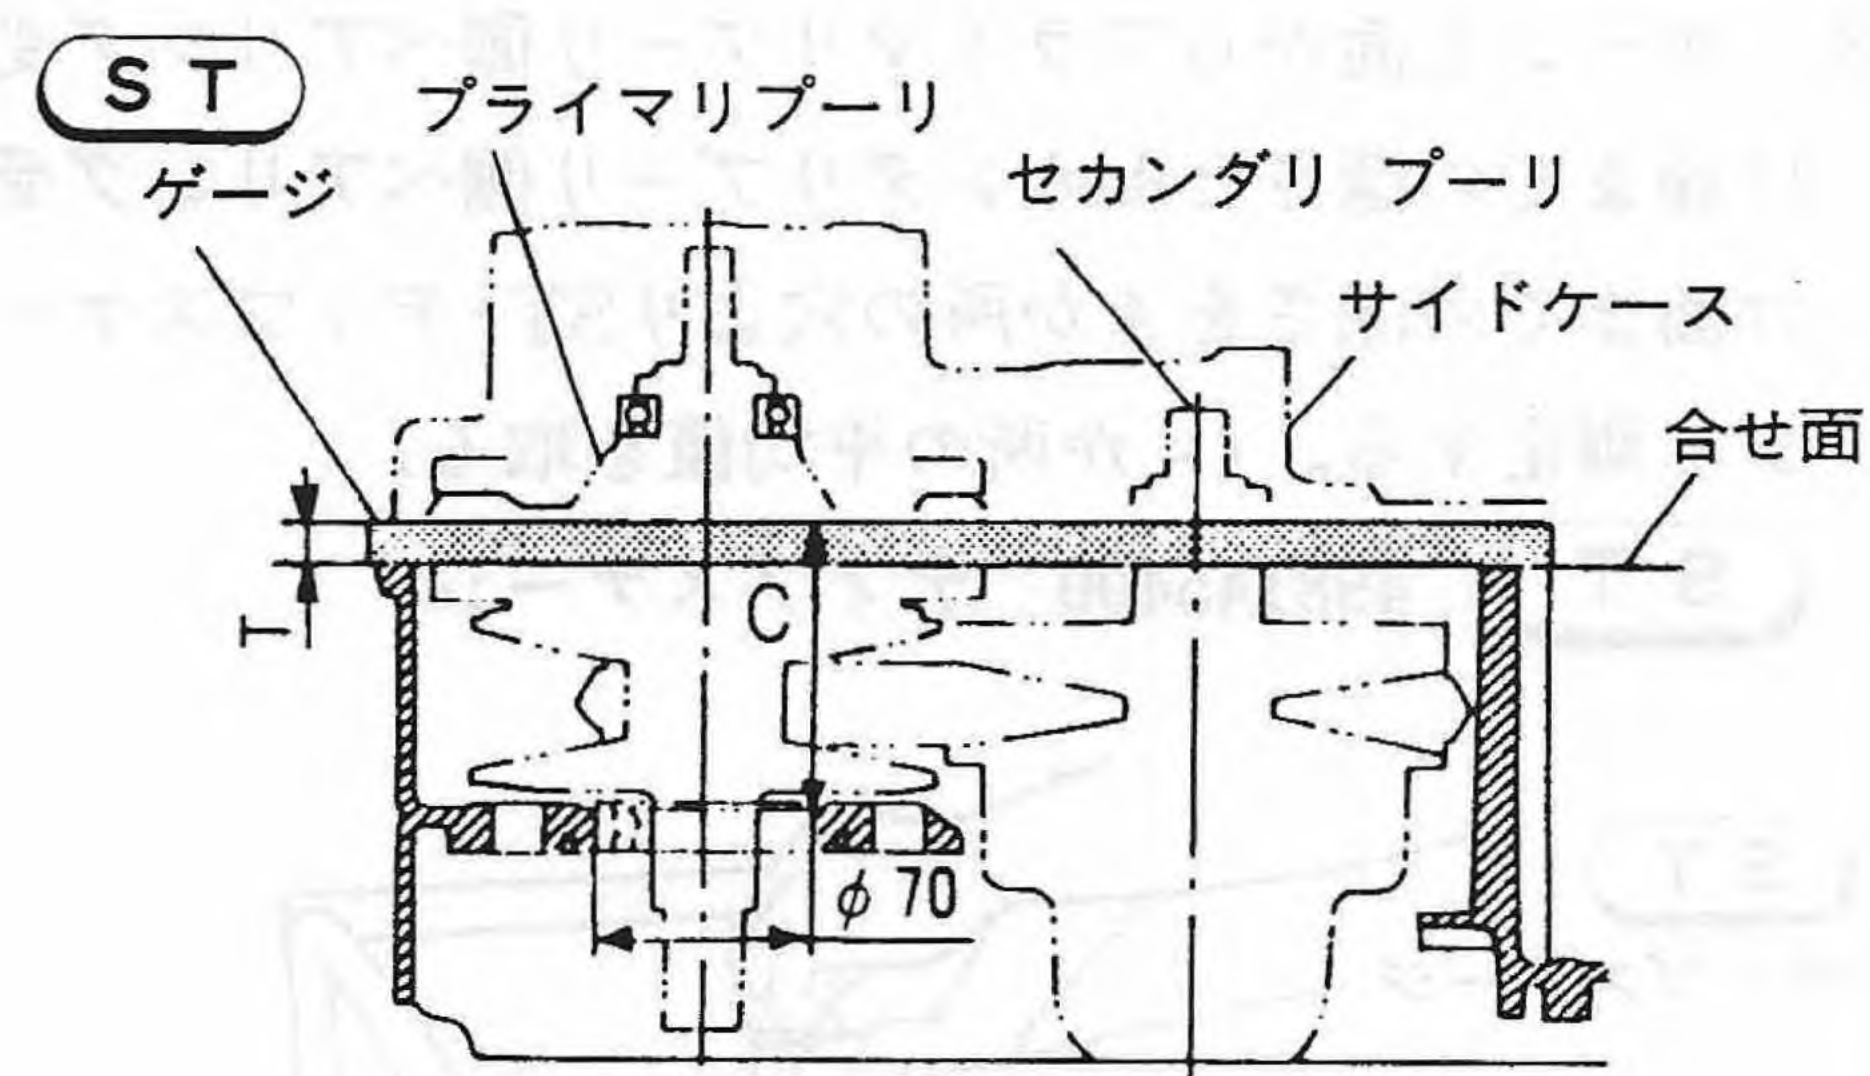 ST
プライマリプーリ
ゲージ
セカンダリ プーリ
サイドケース
合せ面
T
C
φ 70